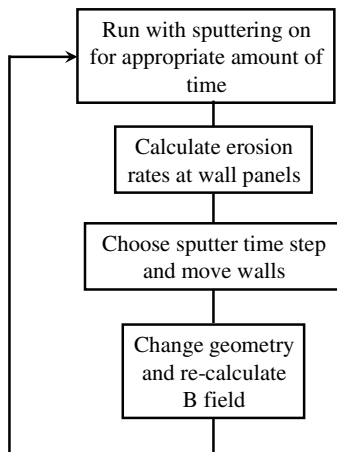 Run with sputtering on
for appropriate amount of
time
Calculate erosion
rates at wall panels
Choose sputter time step
and move walls
Change geometry
and re-calculate
B field